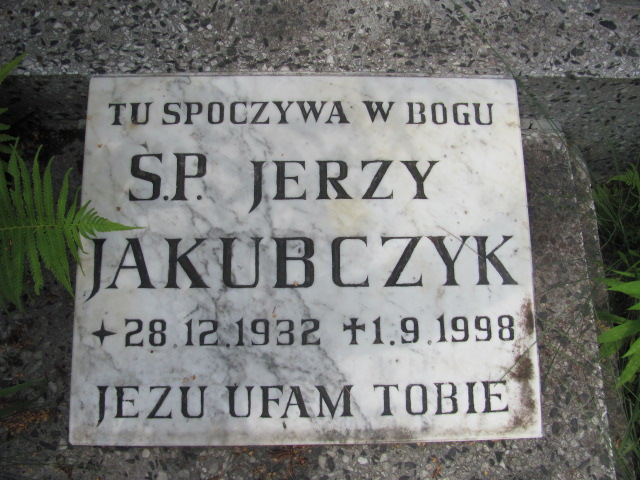 TU SPOCZYWA W BOGU
S.P. JERZY
JAKUBCZYK
✦28.12.1932 ✝1.9.1998
JEZU UFAM TOBIE